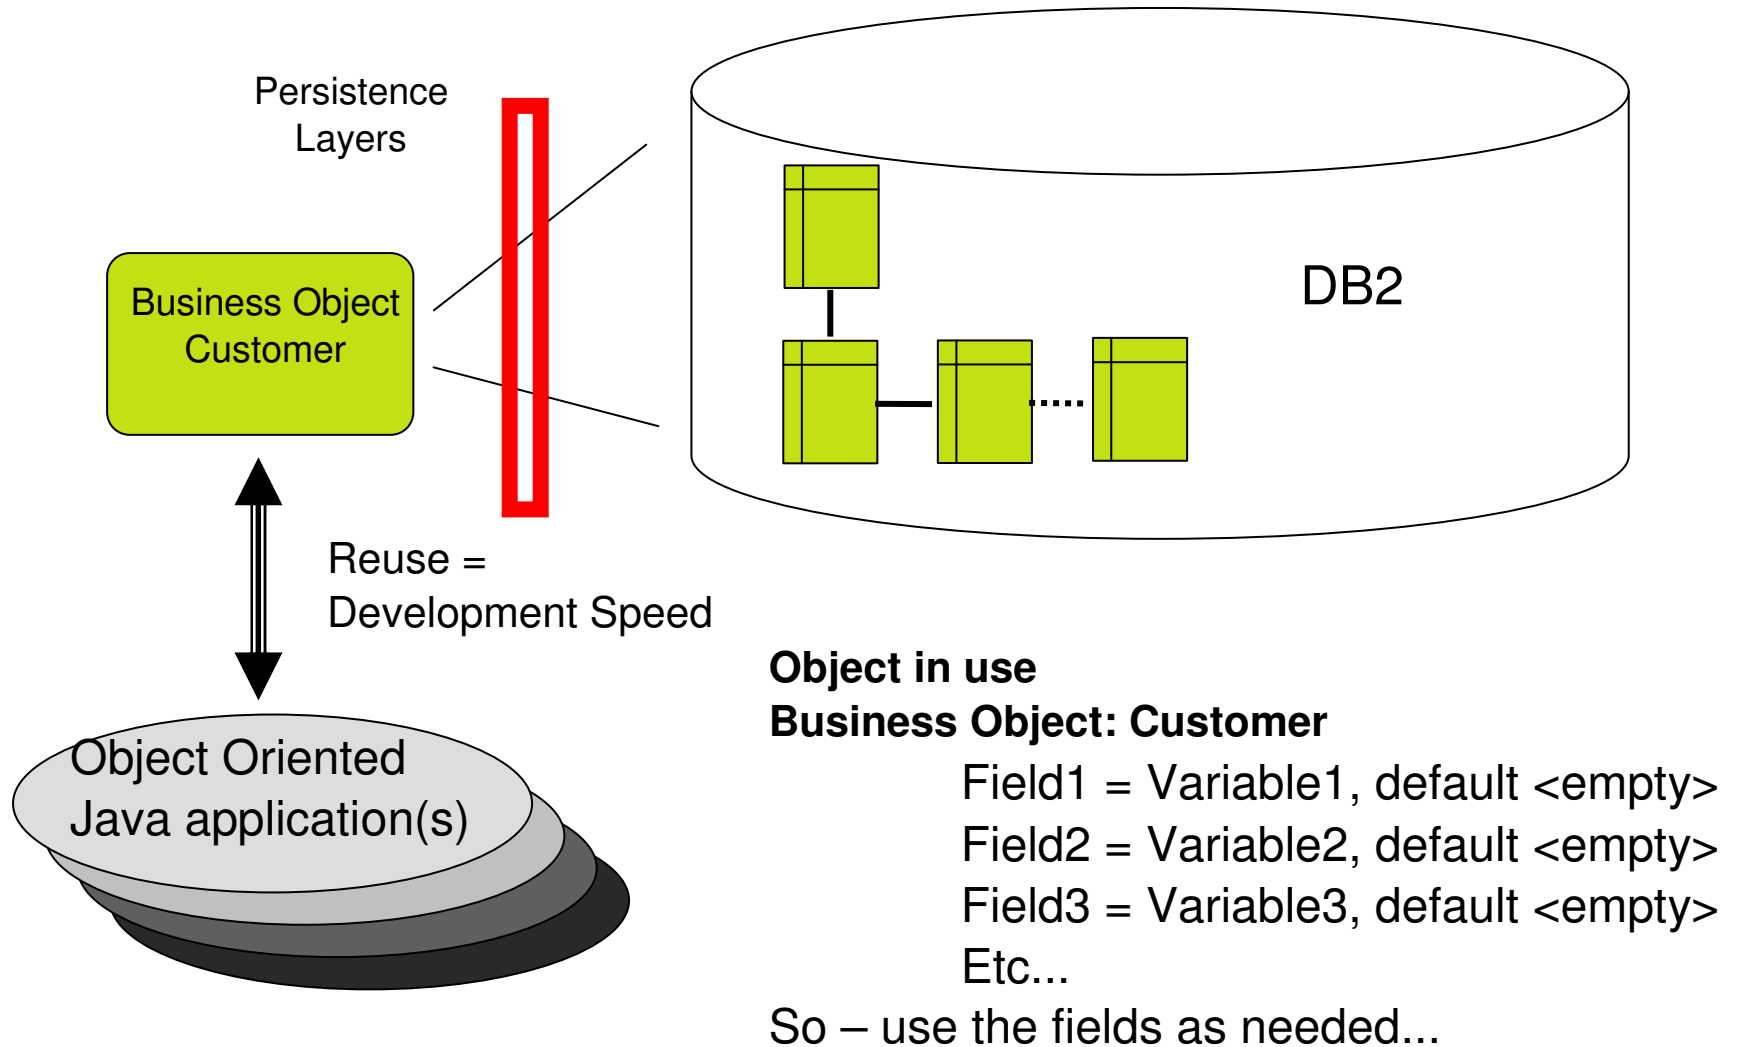 Persistence
Layers
Business Object
Customer
DB2
Reuse =
Development Speed
Object Oriented
Java application(s)
Object in use
Business Object: Customer
Field1 = Variable1, default <empty>
Field2 = Variable2, default <empty>
Field3 = Variable3, default <empty>
Etc...
So – use the fields as needed...